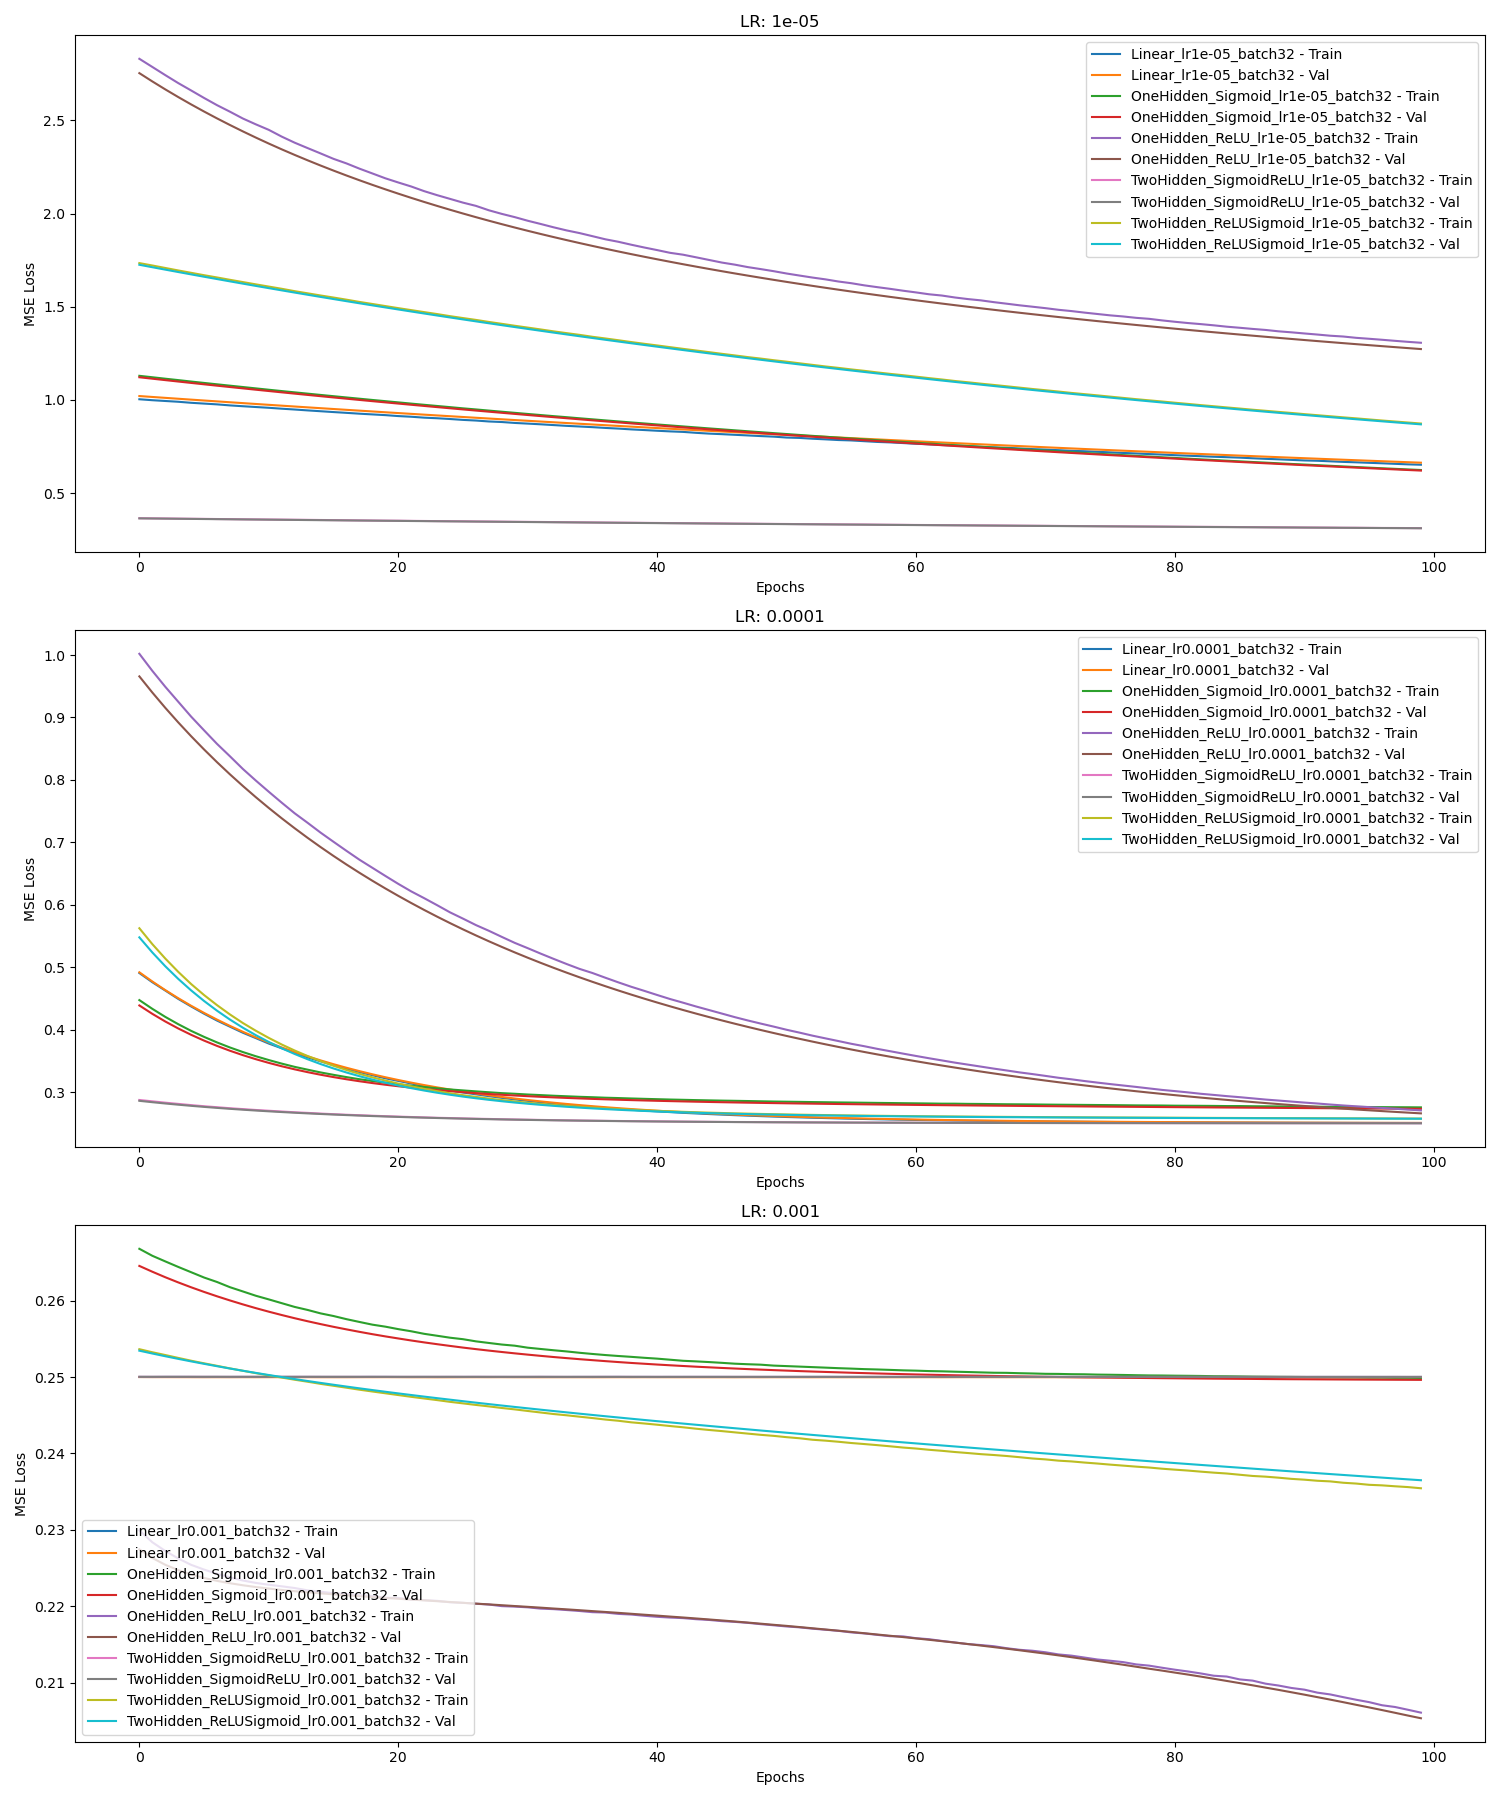 LR: 1e-05
2.5
2.0
1.5
1.0
0.5
MSE Loss
Linear_lr1e-05_batch32 - Train
Linear_lr1e-05_batch32 - Val
OneHidden_Sigmoid_lr1e-05_batch32 - Train
OneHidden_Sigmoid_lr1e-05_batch32 - Val
OneHidden_ReLU_lr1e-05_batch32 - Train
OneHidden_ReLU_lr1e-05_batch32 - Val
TwoHidden_SigmoidReLU_lr1e-05_batch32 - Train
TwoHidden_SigmoidReLU_lr1e-05_batch32 - Val
TwoHidden_ReLUSigmoid_lr1e-05_batch32 - Train
TwoHidden_ReLUSigmoid_lr1e-05_batch32 - Val
0 20 40 60 80 100
Epochs
LR: 0.0001
1.0
0.9
0.8
0.7
0.6
0.5
0.4
0.3
MSE Loss
Linear_lr0.0001_batch32 - Train
Linear_lr0.0001_batch32 - Val
OneHidden_Sigmoid_lr0.0001_batch32 - Train
OneHidden_Sigmoid_lr0.0001_batch32 - Val
OneHidden_ReLU_lr0.0001_batch32 - Train
OneHidden_ReLU_lr0.0001_batch32 - Val
TwoHidden_SigmoidReLU_lr0.0001_batch32 - Train
TwoHidden_SigmoidReLU_lr0.0001_batch32 - Val
TwoHidden_ReLUSigmoid_lr0.0001_batch32 - Train
TwoHidden_ReLUSigmoid_lr0.0001_batch32 - Val
0 20 40 60 80 100
Epochs
LR: 0.001
0.26
0.25
0.24
0.23
0.22
0.21
MSE Loss
Linear_lr0.001_batch32 - Train
Linear_lr0.001_batch32 - Val
OneHidden_Sigmoid_lr0.001_batch32 - Train
OneHidden_Sigmoid_lr0.001_batch32 - Val
OneHidden_ReLU_lr0.001_batch32 - Train
OneHidden_ReLU_lr0.001_batch32 - Val
TwoHidden_SigmoidReLU_lr0.001_batch32 - Train
TwoHidden_SigmoidReLU_lr0.001_batch32 - Val
TwoHidden_ReLUSigmoid_lr0.001_batch32 - Train
TwoHidden_ReLUSigmoid_lr0.001_batch32 - Val
0 20 40 60 80 100
Epochs